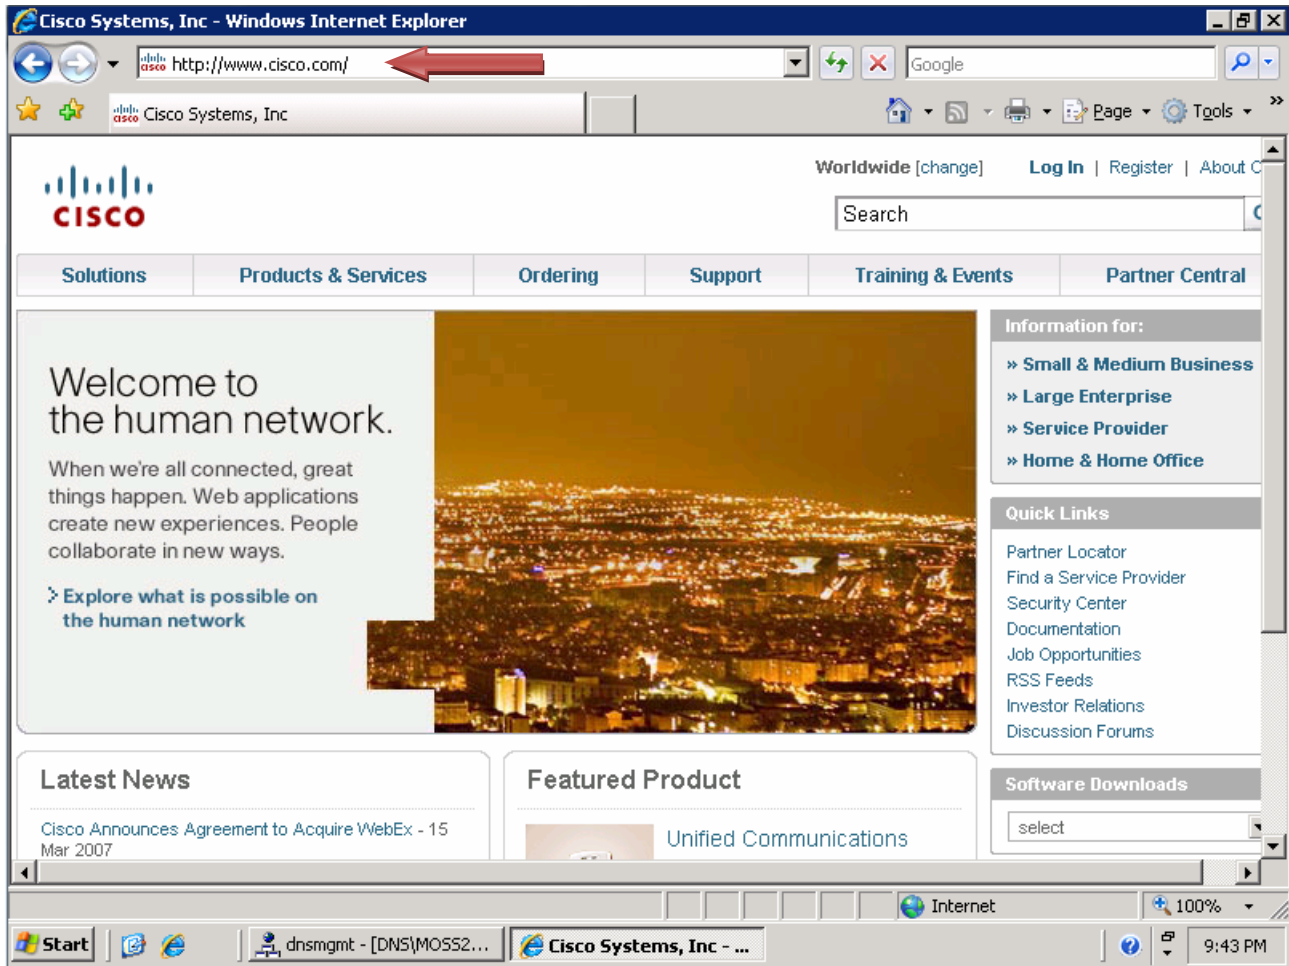 Cisco Systems, Inc - Windows Internet Explorer
cisco http://www.cisco.com/
Google
cisco Cisco Systems, Inc
Page
Tools
»
Worldwide [change] Log In | Register | About C
CISCO
Search
Solutions Products & Services Ordering Support Training & Events Partner Central
Welcome to
the human network.
When we're all connected, great
things happen. Web applications
create new experiences. People
collaborate in new ways.
Explore what is possible on
the human network
Information for:
» Small & Medium Business
» Large Enterprise
» Service Provider
» Home & Home Office
Quick Links
Partner Locator
Find a Service Provider
Security Center
Documentation
Job Opportunities
RSS Feeds
Investor Relations
Discussion Forums
Latest News
Cisco Announces Agreement to Acquire WebEx - 15
Mar 2007
Featured Product
Unified Communications
Software Downloads
select
Internet
100%
Start
dnsmgmt - [DNS\MOSS2...
Cisco Systems, Inc - ...
9:43 PM